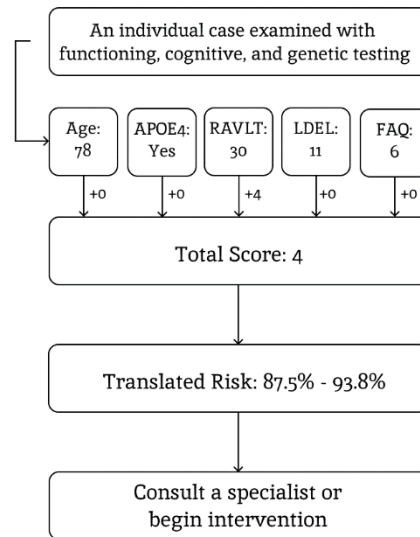 An individual case examined with
functioning, cognitive, and genetic testing
Age:
78
APOE4:
Yes
RAVLT:
30
LDEL:
11
FAQ:
6
+0
+0
+4
+0
+0
Total Score: 4
Translated Risk: 87.5% - 93.8%
Consult a specialist or
begin intervention